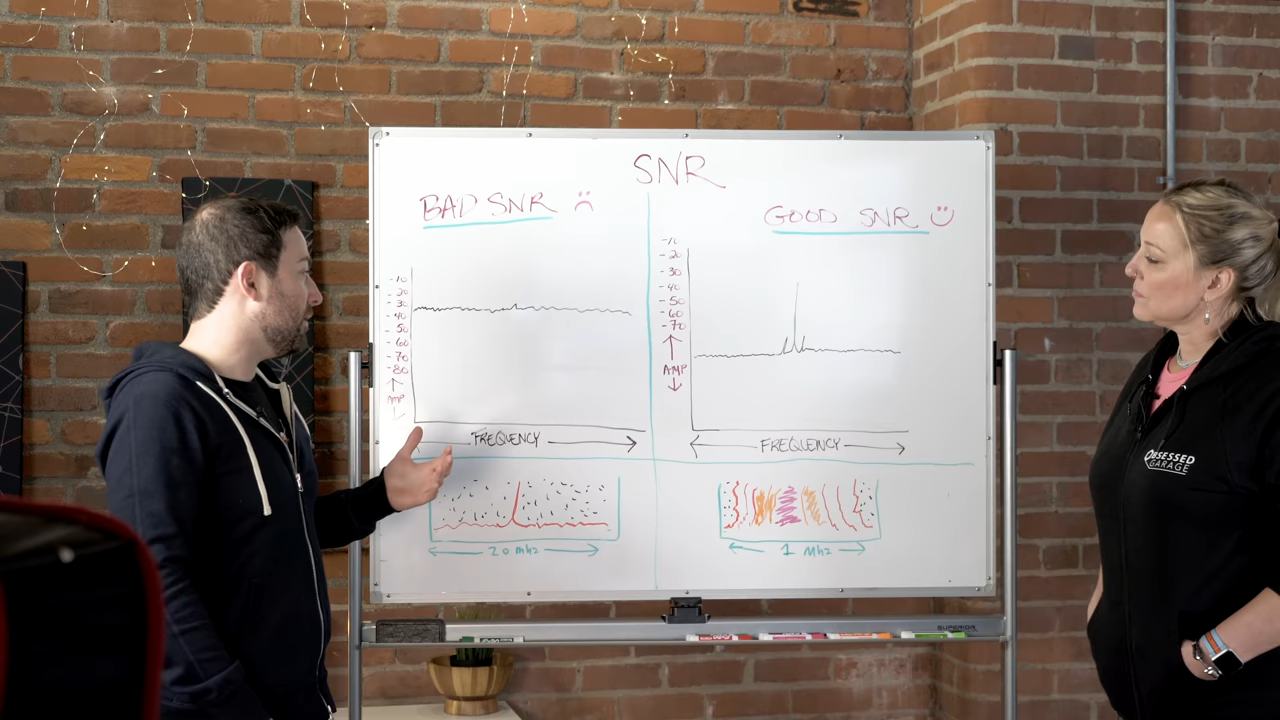 SNR
BAD SNR
-10
-20
-30
-40
-50
-60
-70
-80
AMP
FREQUENCY
20 mhz
GOOD SNR
-10
-20
-30
-40
-50
-60
-70
AMP
FREQUENCY
1 Mhz
OBSESSED
GARAGE
SUPERIOR